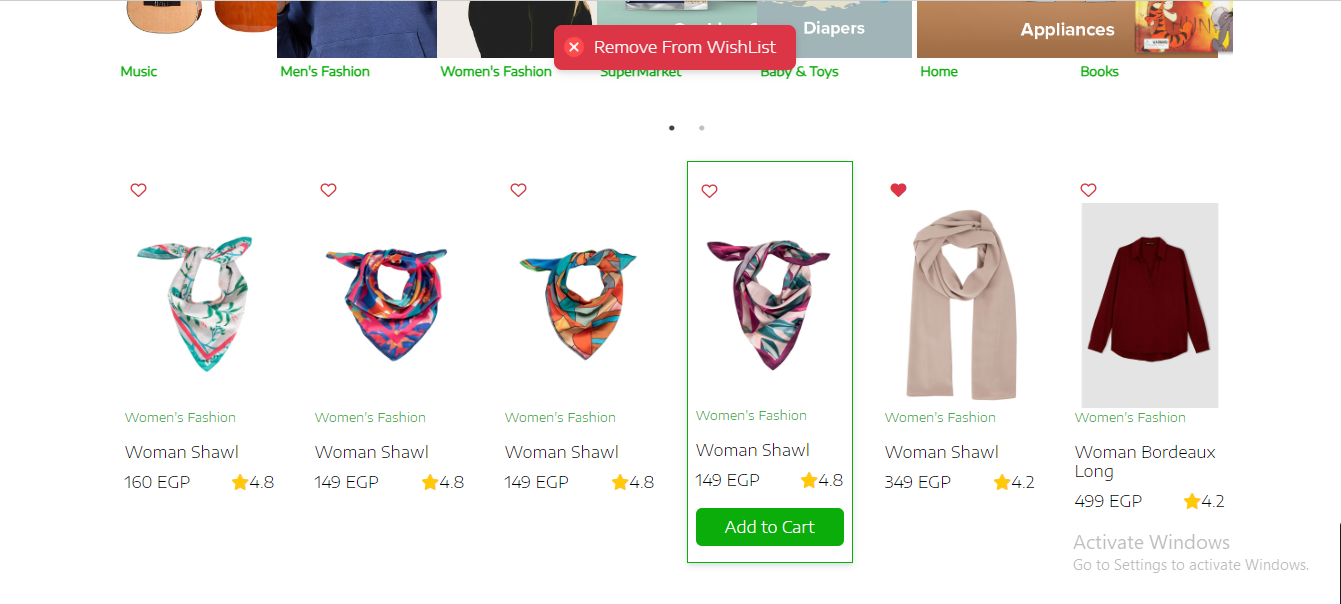 Diapers
Appliances
Remove From WishList
Music
Men's Fashion
Women's Fashion
SuperMarket
Baby & Toys
Home
Books
Women's Fashion
Woman Shawl
160 EGP
4.8
Women's Fashion
Woman Shawl
149 EGP
4.8
Women's Fashion
Woman Shawl
149 EGP
4.8
Women's Fashion
Woman Shawl
149 EGP
4.8
Add to Cart
Women's Fashion
Woman Shawl
349 EGP
4.2
Women's Fashion
Woman Bordeaux
Long
499 EGP
4.2
Activate Windows
Go to Settings to activate Windows.